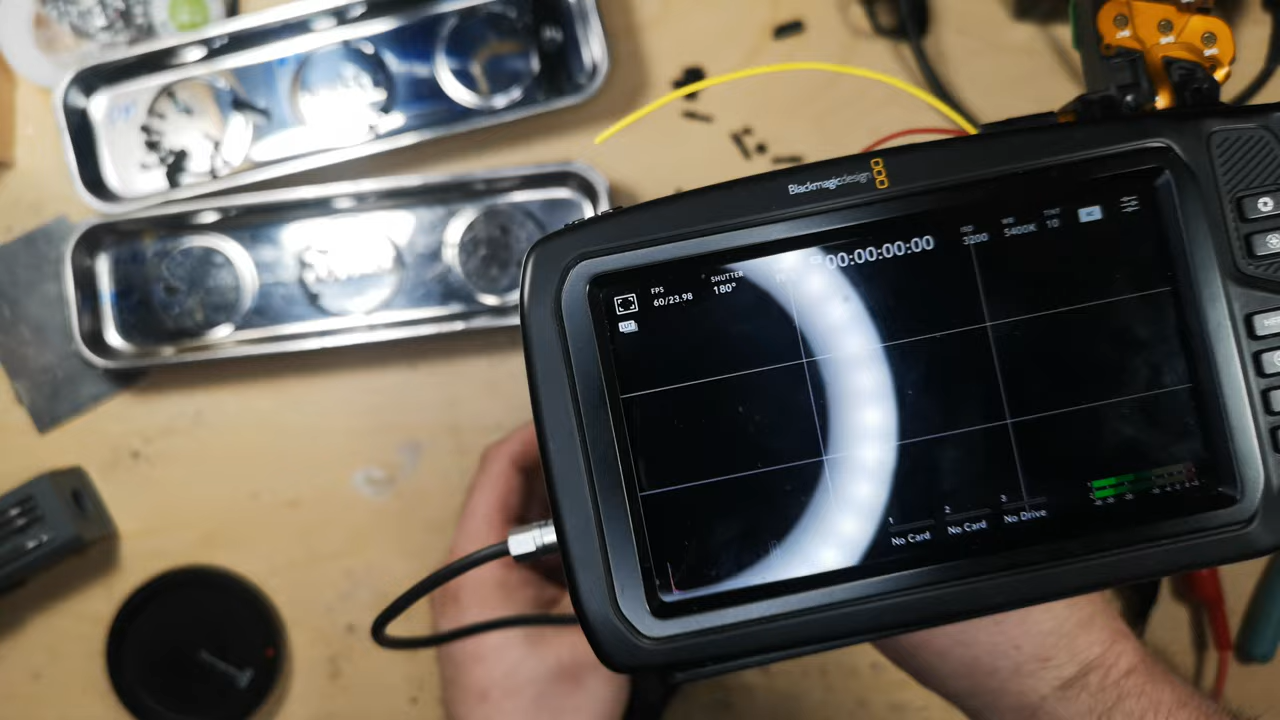 Blackmagicdesign
FPS
60/23.98
SHUTTER
180°
00:00:00:00
ISO
3200
WB
5400K
TINT
10
LUT
1
No Card
2
No Card
3
No Drive